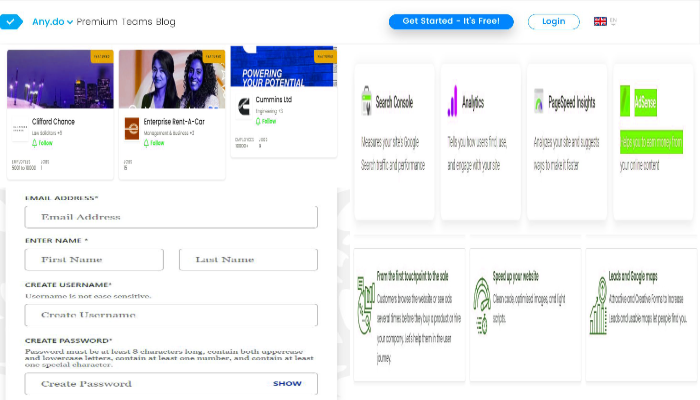 Any.do Premium Teams Blog
Get Started - It's Free!
Login
EN
FEATURED
Clifford Chance
Law Solicitors +5
Follow
EMPLOYEES JOBS
5001 to 10000 1
FEATURED
Enterprise Rent-A-Car
Management & Business +3
Follow
JOBS
15
FEATURED
POWERING
YOUR POTENTIAL
Cummins Ltd
Engineering +3
Follow
EMPLOYEES JOBS
10000+ 6
Search Console
Measures your site's Google
Search traffic and performance
Analytics
Tells you how users find, use,
and engage with your site
PageSpeed Insights
Analyzes your site and suggests
ways to make it faster
AdSense
Helps you to earn money from
your online content
EMAIL ADDRESS*
Email Address
ENTER NAME *
First Name
Last Name
CREATE USERNAME*
Username is not case sensitive.
Create Username
CREATE PASSWORD*
Password must be at least 8 characters long, contain both uppercase
and lowercase letters, contain at least one number, and contain at least
one special character.
Create Password
SHOW
From the first touchpoint to the sale
Customers browse the website or see ads
several times before they buy a product or hire
your company. Let's help them in the user
journey.
Speed up your website
Clean code, optimised images, and light
scripts.
Leads and Google maps
Attractive and Creative Forms to increase
Leads and usable maps let people find you.